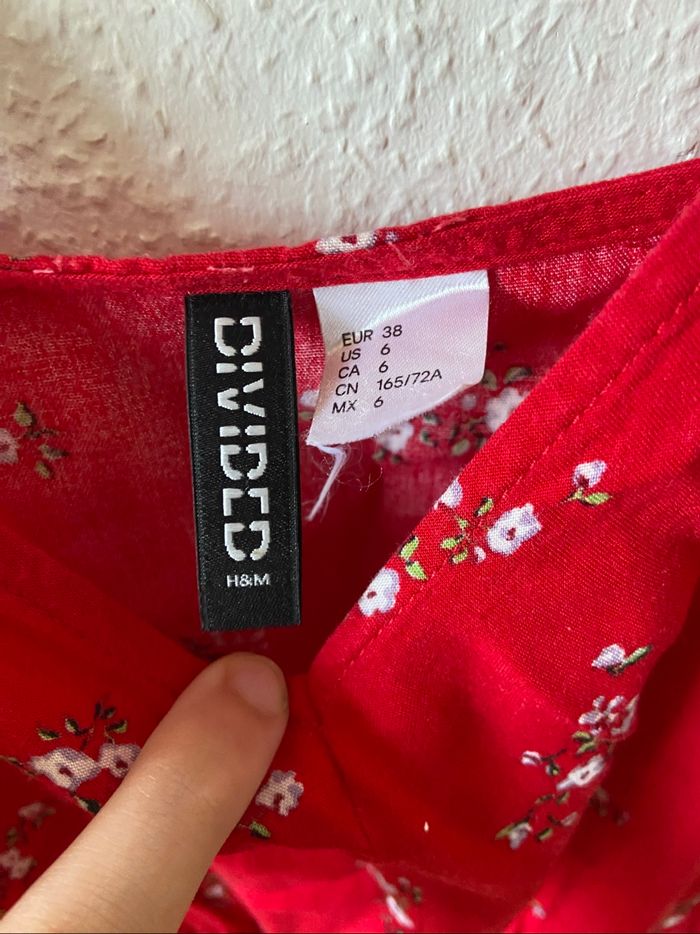 DIVIDED
H&M
EUR 38
US 6
CA 6
CN 165/72A
MX 6